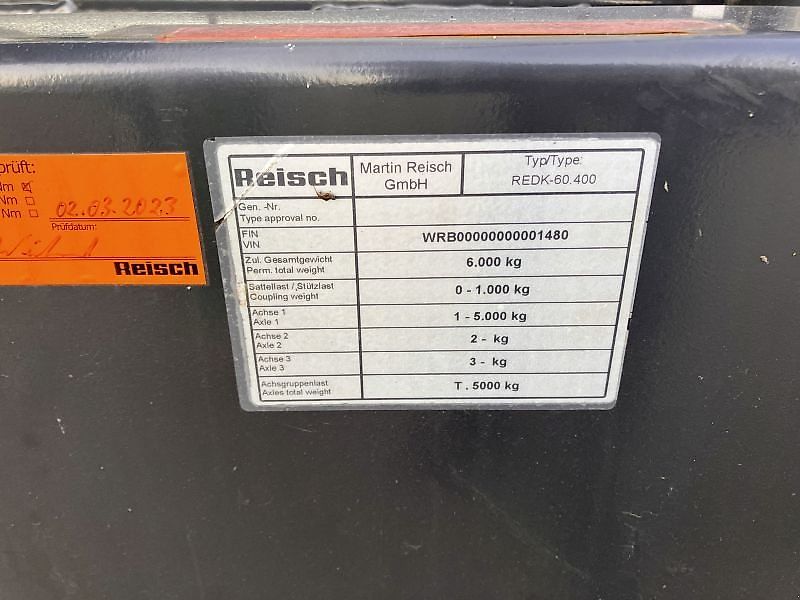 prüft:
Nm
Nm
Nm
02.03.2023
Prüfdatum:
Reisch
Reisch
Martin Reisch
GmbH
Typ/Type:
REDK-60.400
Gen. -Nr.
Type approval no.
FIN
VIN
WRB00000000001480
Zul. Gesamtgewicht
Perm. total weight
6.000 kg
Sattellast /,Stützlast
Coupling weight
0 - 1.000 kg
Achse 1
Axle 1
1 - 5.000 kg
Achse 2
Axle 2
2 - kg
Achse 3
Axle 3
3 - kg
Achsgruppenlast
Axles total weight
T . 5000 kg